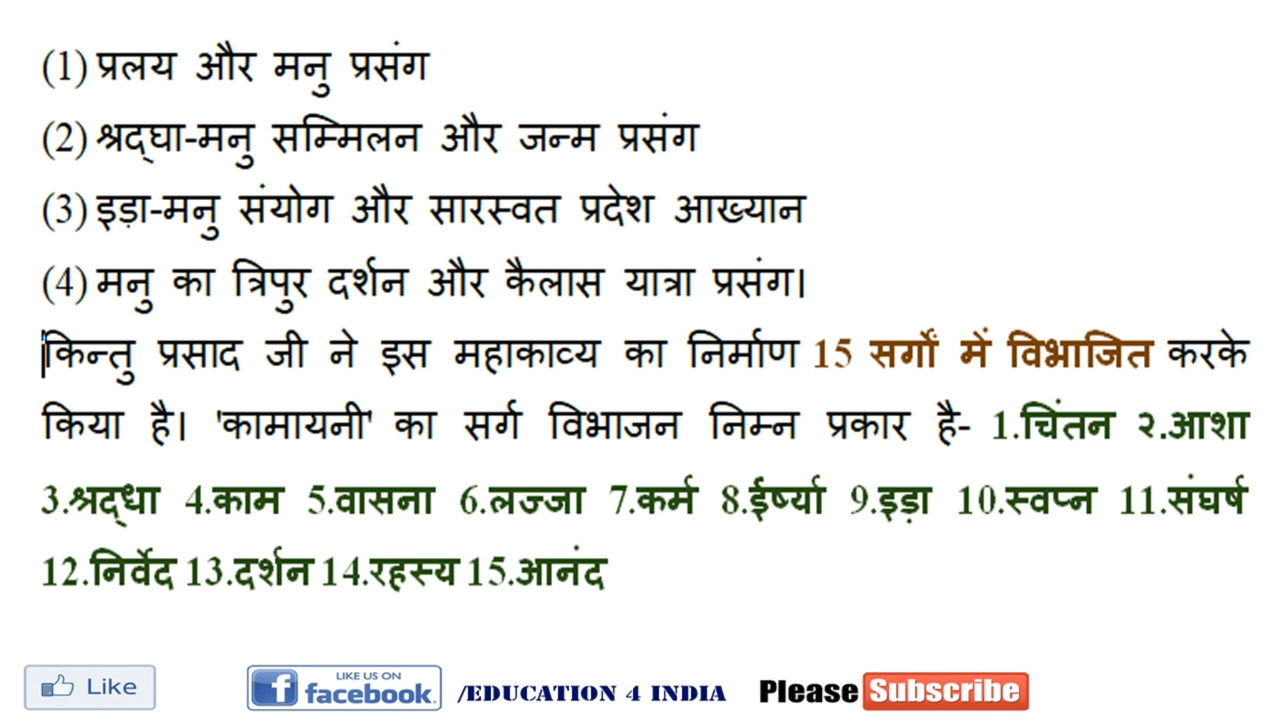 (1) प्रलय और मनु प्रसंग
(2) श्रद्घा-मनु सम्मिलन और जन्म प्रसंग
(3) इड़ा-मनु संयोग और सारस्वत प्रदेश आख्यान
(4) मनु का त्रिपुर दर्शन और कैलास यात्रा प्रसंग।
किन्तु प्रसाद जी ने इस महाकाव्य का निर्माण 15 सर्गों में विभाजित करके
किया है। 'कामायनी' का सर्ग विभाजन निम्न प्रकार है- 1.चिंतन २.आशा
3.श्रद्धा 4.काम 5.वासना 6.लज्जा 7.कर्म 8.ईर्ष्या 9.इड़ा 10.स्वप्न 11.संघर्ष
12.निर्वेद 13.दर्शन 14.रहस्य 15.आनंद
Like
LIKE US ON
facebook. /EDUCATION 4 INDIA Please Subscribe